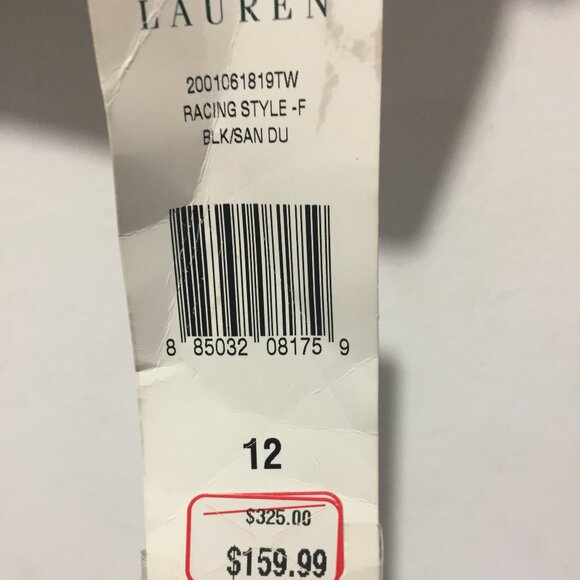 LAUREN
2001061819TW
RACING STYLE -F
BLK/SAN DU
8 85032 08175 9
12
$325.00
$159.99